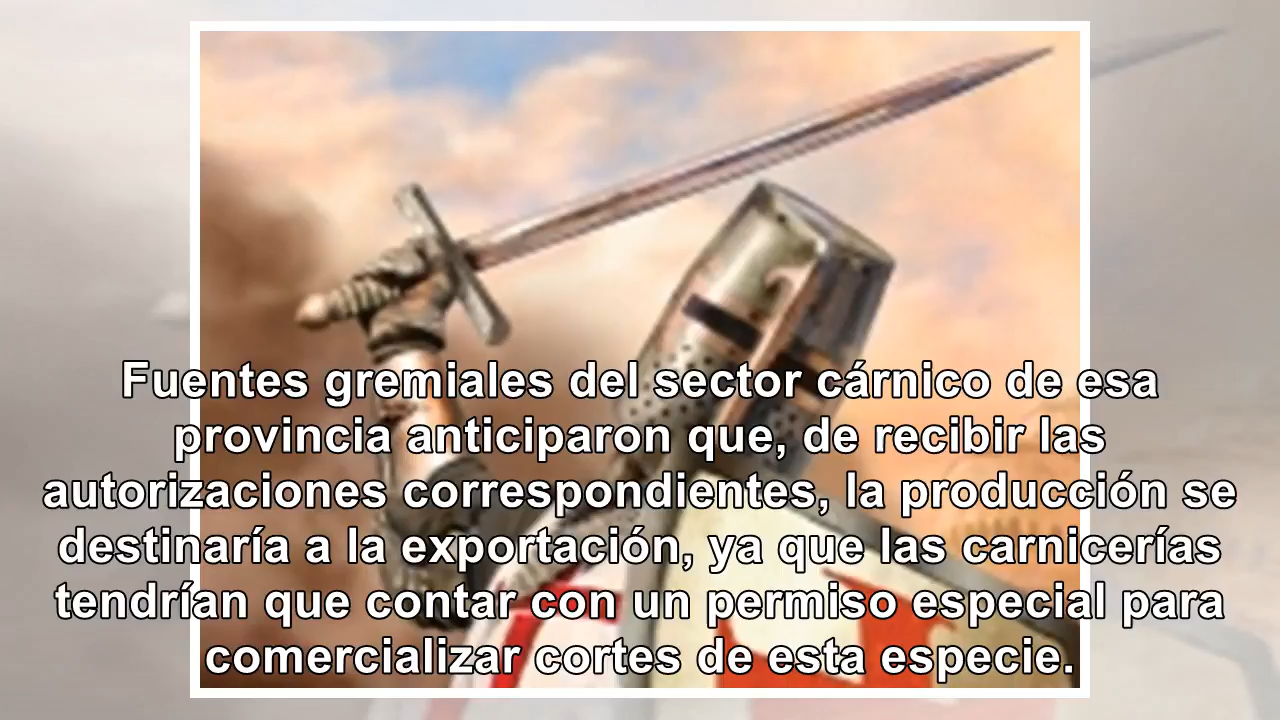 Fuentes gremiales del sector cárnico de esa
provincia anticiparon que, de recibir las
autorizaciones correspondientes, la producción se
destinaría a la exportación, ya que las carnicerías
tendrían que contar con un permiso especial para
comercializar cortes de esta especie.